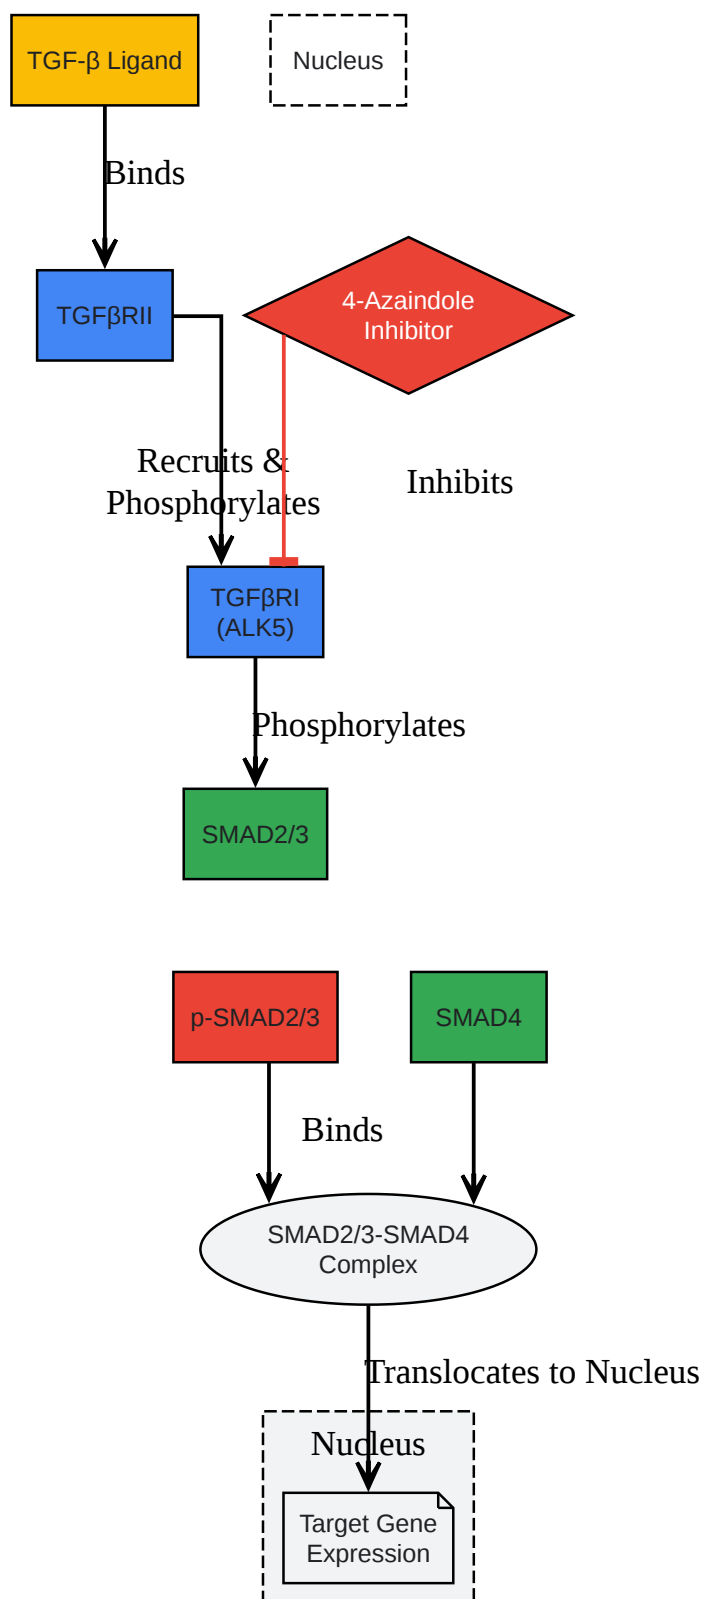 TGF-β Ligand
Nucleus
Binds
TGFβRII
4-Azaindole
Inhibitor
Recruits &
Phosphorylates
Inhibits
TGFβRI
(ALK5)
Phosphorylates
SMAD2/3
p-SMAD2/3
SMAD4
Binds
SMAD2/3-SMAD4
Complex
Translocates to Nucleus
Nucleus
Target Gene
Expression